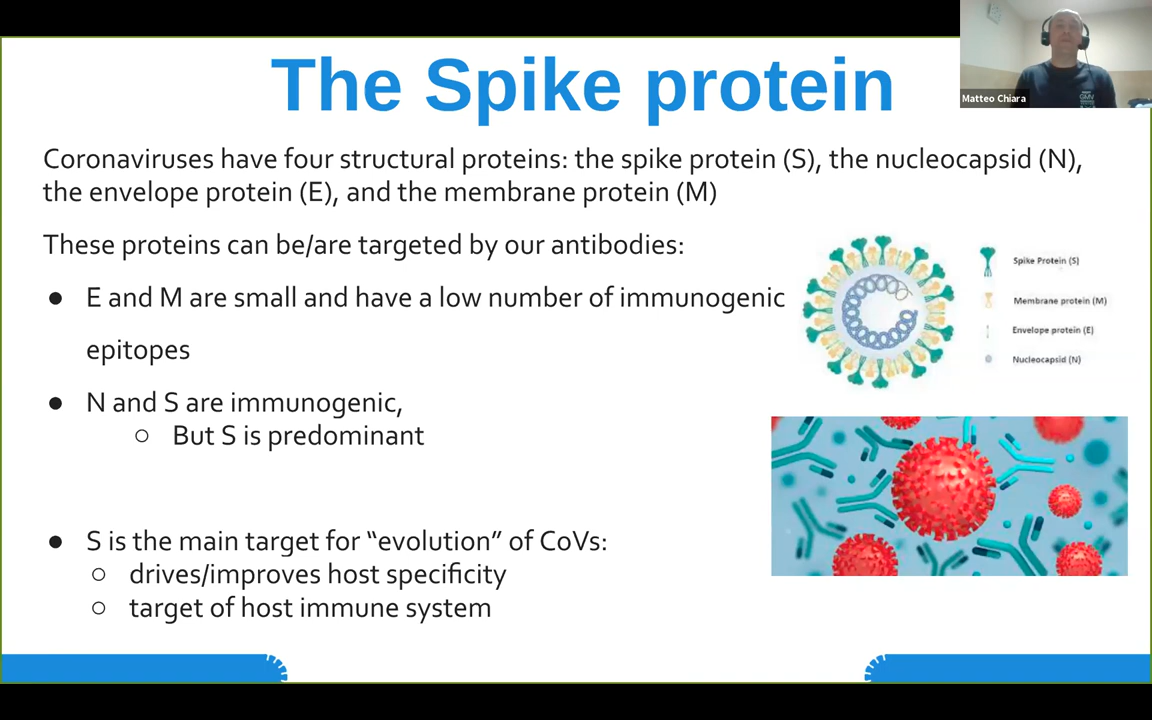 The Spike protein
Matteo Chiara
GMV
Coronaviruses have four structural proteins: the spike protein (S), the nucleocapsid (N),
the envelope protein (E), and the membrane protein (M)
These proteins can be/are targeted by our antibodies:
● E and M are small and have a low number of immunogenic
epitopes
● N and S are immunogenic,
○ But S is predominant
● S is the main target for “evolution” of CoVs:
○ drives/improves host specificity
○ target of host immune system
Spike Protein (S)
Membrane protein (M)
Envelope protein (E)
Nucleocapsid (N)